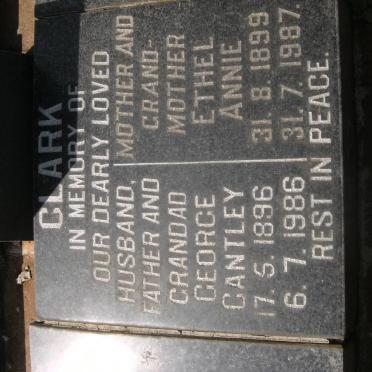 CLARK
IN MEMORY OF
OUR DEARLY LOVED
HUSBAND,
FATHER AND
GRANDAD
GEORGE
CANTLEY
17.5.1896
6.7.1986
MOTHER AND
GRAND-
MOTHER
ETHEL
ANNIE
31.8.1899
31.7.1987.
REST IN PEACE.